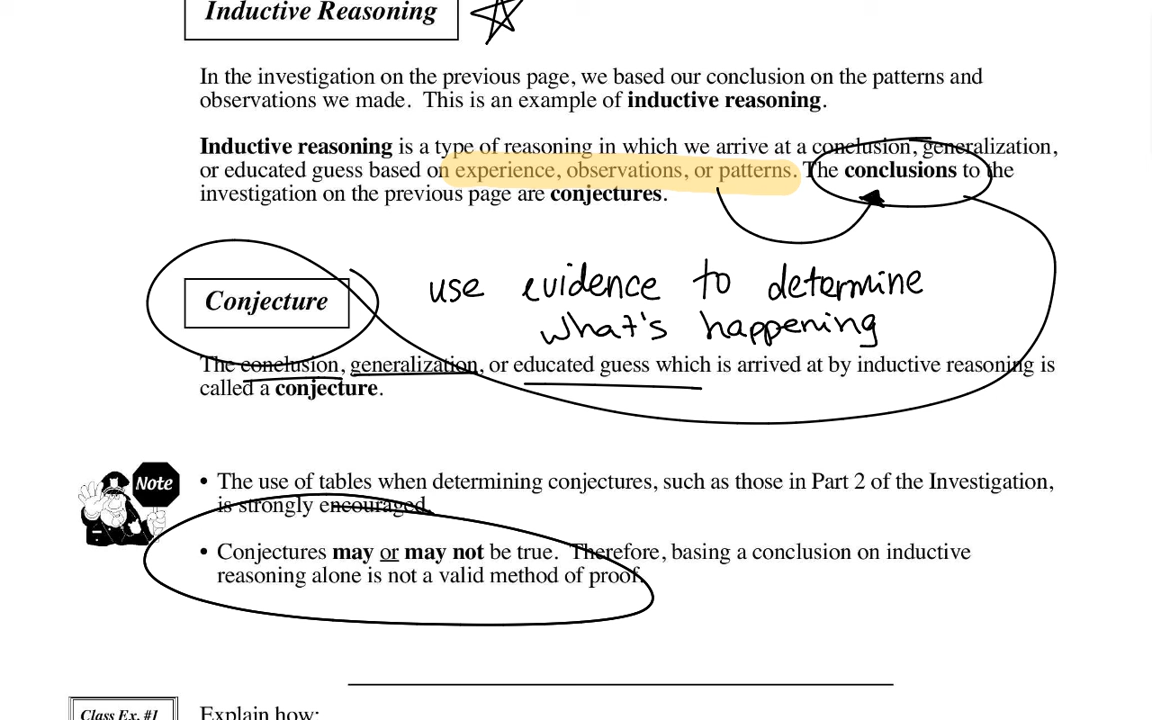 Inductive Reasoning
In the investigation on the previous page, we based our conclusion on the patterns and
observations we made. This is an example of inductive reasoning.
Inductive reasoning is a type of reasoning in which we arrive at a conclusion, generalization,
or educated guess based on experience, observations, or patterns. The conclusions to the
investigation on the previous page are conjectures.
use evidence to determine
what's happening
Conjecture
The conclusion, generalization, or educated guess which is arrived at by inductive reasoning is
called a conjecture.
Note
• The use of tables when determining conjectures, such as those in Part 2 of the Investigation,
is strongly encouraged.
• Conjectures may or may not be true. Therefore, basing a conclusion on inductive
reasoning alone is not a valid method of proof.
Class Ex. #1
Explain how: